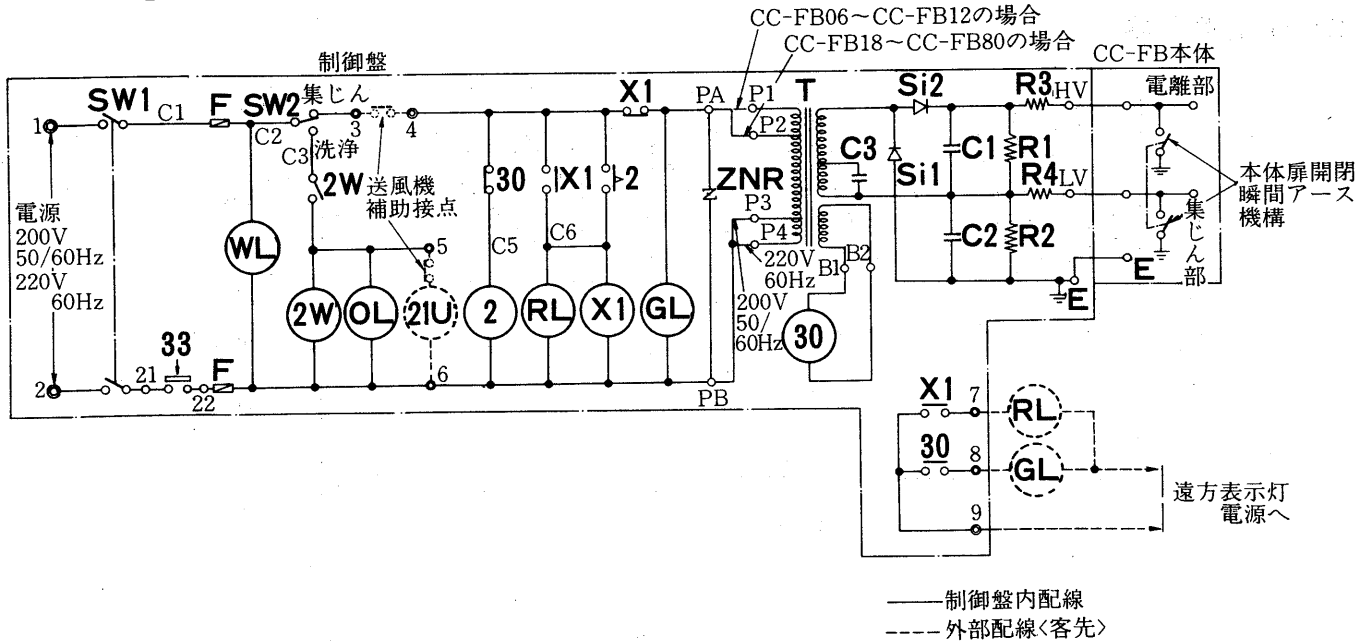 CC-FB06～CC-FB12の場合
CC-FB18～CC-FB80の場合
制御盤
CC-FB本体
SW1
C1
F
SW2
集じん
C2
C3
洗浄
3
4
X1
PA
P1
P2
T
Si2
R3
HV
電離部
1
2W
送風機
補助接点
30
X1
2
ZNR
C3
Si1
C1
R1
R4
LV
本体扉開閉
瞬間アース
機構
電源
200V
50/60Hz
220V
60Hz
WL
5
C5
C6
P3
P4
220V
60Hz
B1
B2
C2
R2
集じん部
E
E
2W
OL
21U
2
RL
X1
GL
200V
50/
60Hz
30
33
F
2
21
22
6
PB
X1
7
RL
30
8
GL
9
遠方表示灯
電源へ
制御盤内配線
外部配線〈客先〉